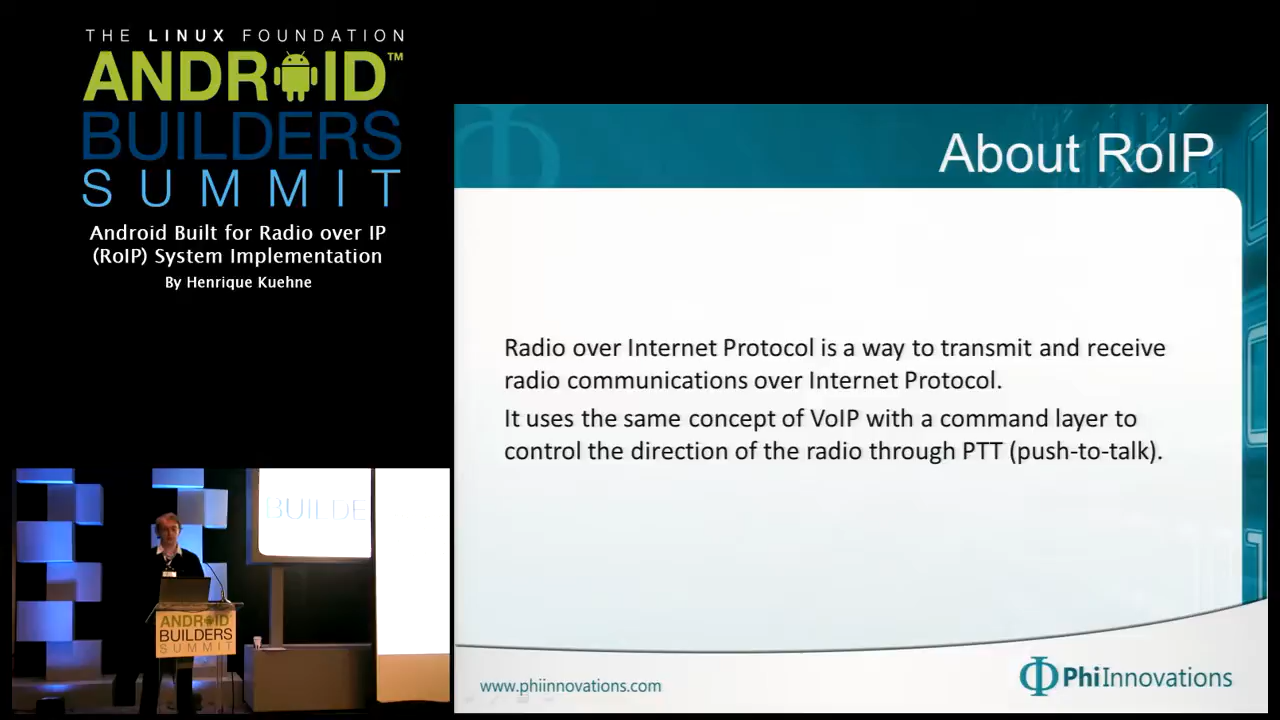 THE LINUX FOUNDATION
ANDROID™
BUILDERS
SUMMIT
Android Built for Radio over IP
(RoIP) System Implementation
By Henrique Kuehne
About RoIP
Radio over Internet Protocol is a way to transmit and receive
radio communications over Internet Protocol.
It uses the same concept of VoIP with a command layer to
control the direction of the radio through PTT (push-to-talk).
BUILDE
ANDROID
BUILDERS
SUMMIT
www.phiinnovations.com
PhiInnovations